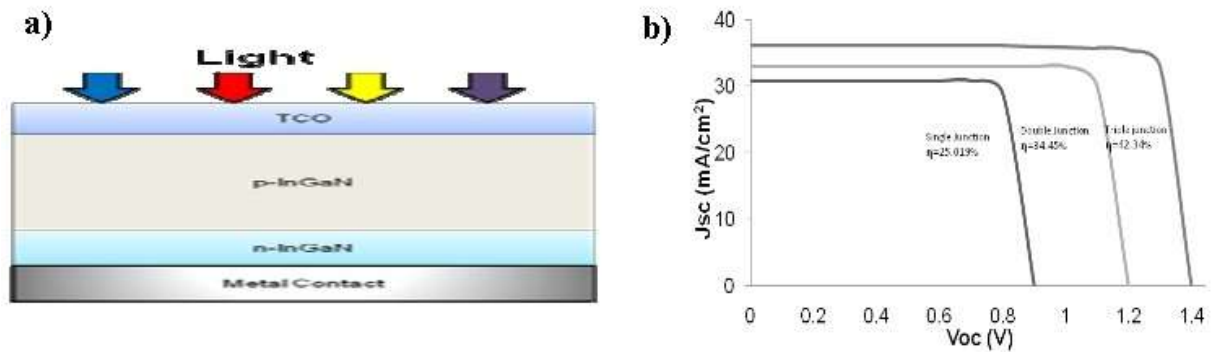 a)
Light
TCO
p-InGaN
n-InGaN
Metal Contact
b)
40
30
20
10
0
Jsc (mA/cm²)
Single Junction
η=25.019%
Double Junction
η=34.45%
Triple junction
η=42.34%
0 0.2 0.4 0.6 0.8 1 1.2 1.4
Voc (V)